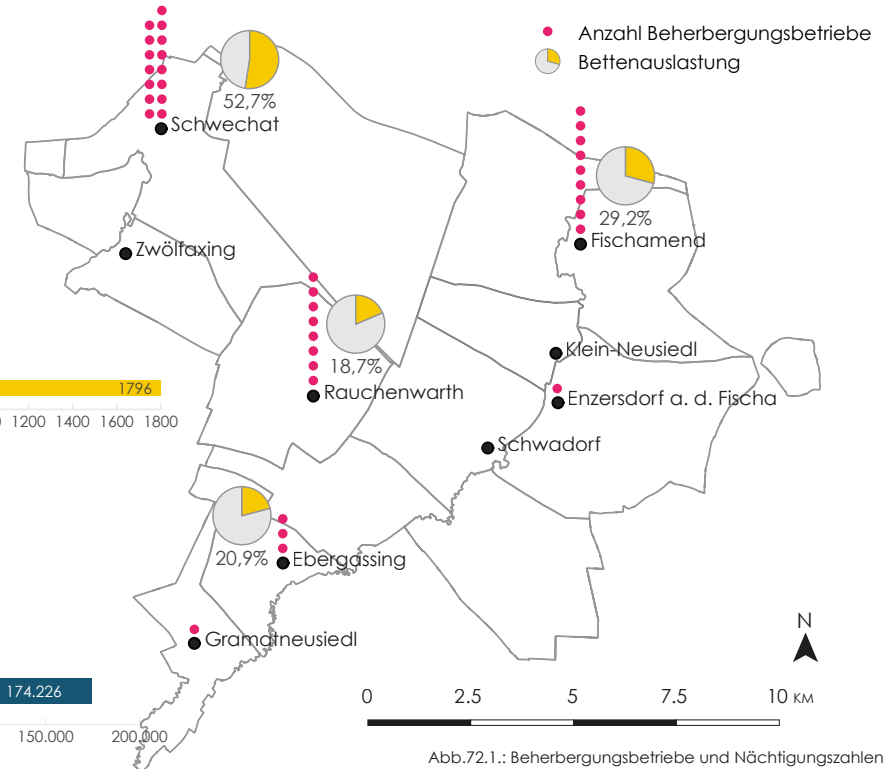 Anzahl Beherbergungsbetriebe
Bettenauslastung
52,7%
Schwechat
29,2%
Fischamend
Zwölfaxing
Klein-Neusiedl
18,7%
Rauchenwarth
1796
Enzersdorf a. d. Fischa
0 1200 1400 1600 1800
Schwadorf
20,9%
Ebergassing
N
Gramatneusiedl
174.226
0 2.5 5 7.5 10 KM
150.000 200.000
Abb.72.1.: Beherbergungsbetriebe und Nächtigungszahlen